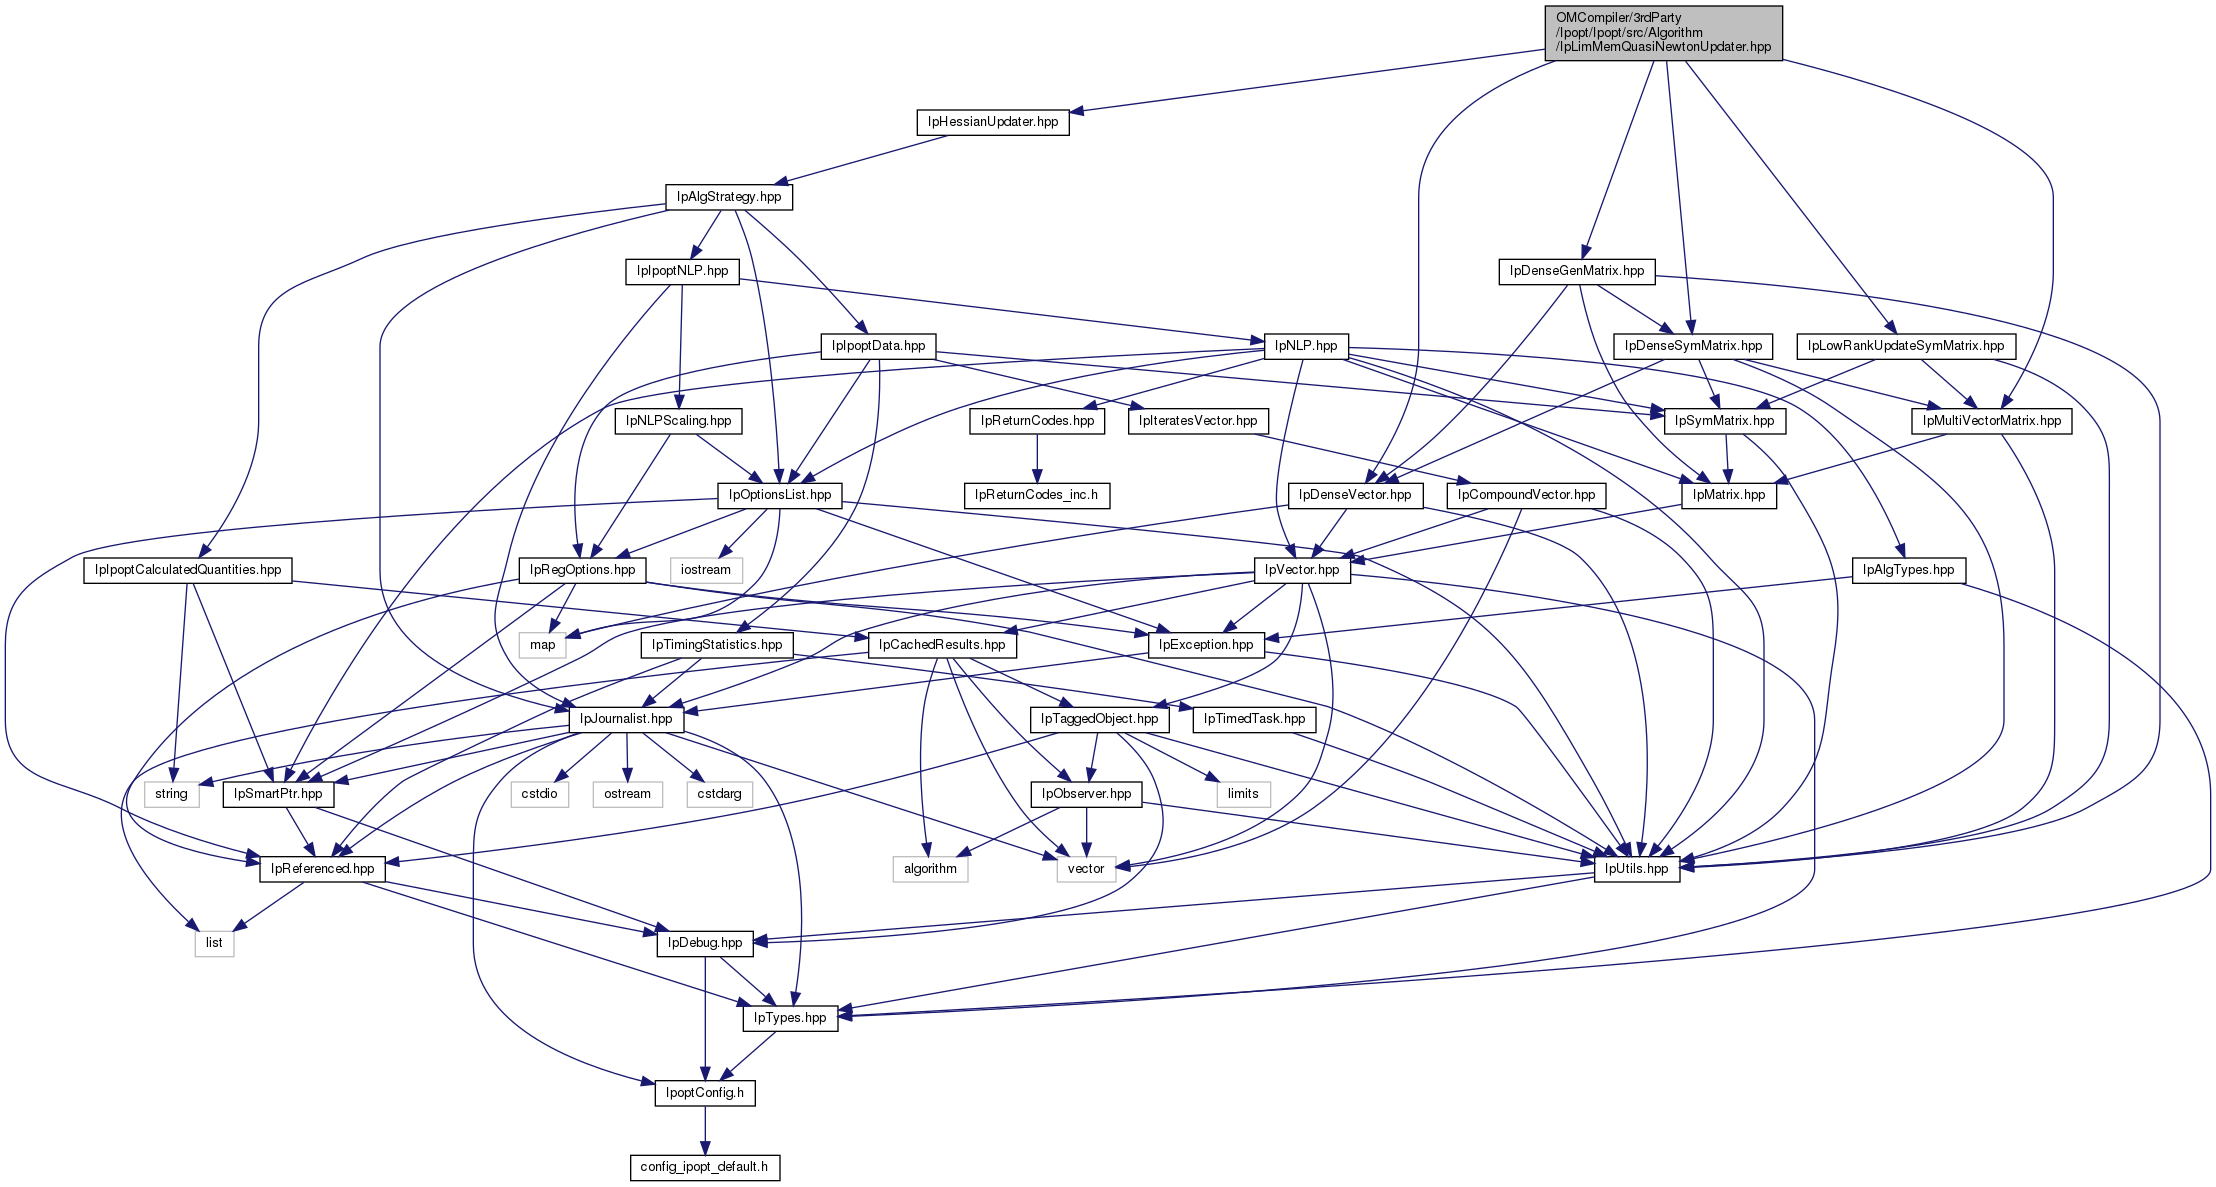 OMCompiler/3rdParty
/Ipopt/Ipopt/src/Algorithm
/IpLimMemQuasiNewtonUpdater.hpp
IpHessianUpdater.hpp
IpAlgStrategy.hpp
IpIpoptNLP.hpp
IpDenseGenMatrix.hpp
IpIpoptData.hpp
IpNLP.hpp
IpDenseSymMatrix.hpp
IpLowRankUpdateSymMatrix.hpp
IpNLPScaling.hpp
IpReturnCodes.hpp
IpIteratesVector.hpp
IpSymMatrix.hpp
IpMultiVectorMatrix.hpp
IpOptionsList.hpp
IpReturnCodes_inc.h
IpDenseVector.hpp
IpCompoundVector.hpp
IpMatrix.hpp
IpIpoptCalculatedQuantities.hpp
IpRegOptions.hpp
iostream
IpVector.hpp
IpAlgTypes.hpp
map
IpTimingStatistics.hpp
IpCachedResults.hpp
IpException.hpp
IpJournalist.hpp
IpTaggedObject.hpp
IpTimedTask.hpp
string
IpSmartPtr.hpp
cstdio
ostream
cstdarg
IpObserver.hpp
limits
IpReferenced.hpp
algorithm
vector
IpUtils.hpp
list
IpDebug.hpp
IpTypes.hpp
IpoptConfig.h
config_ipopt_default.h